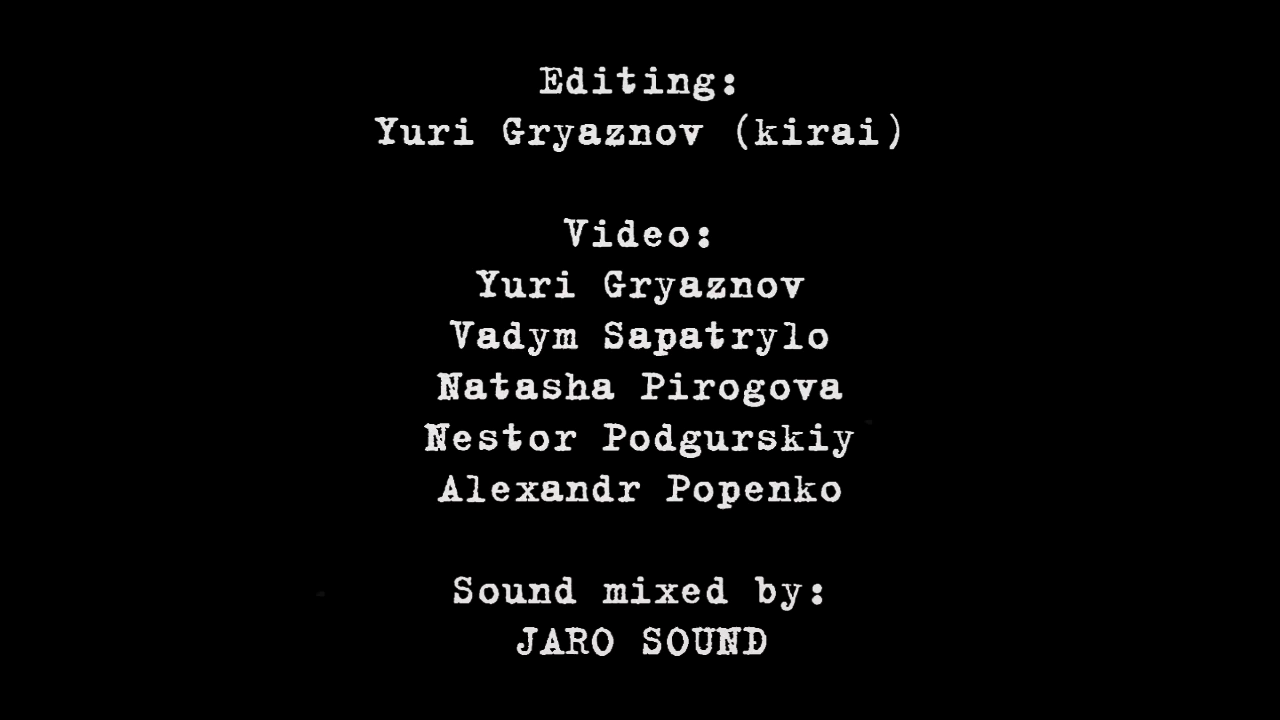 Editing:
Yuri Gryaznov (kirai)
Video:
Yuri Gryaznov
Vadym Sapatrylo
Natasha Pirogova
Nestor Podgurskiy
Alexandr Popenko
Sound mixed by:
JARO SOUND